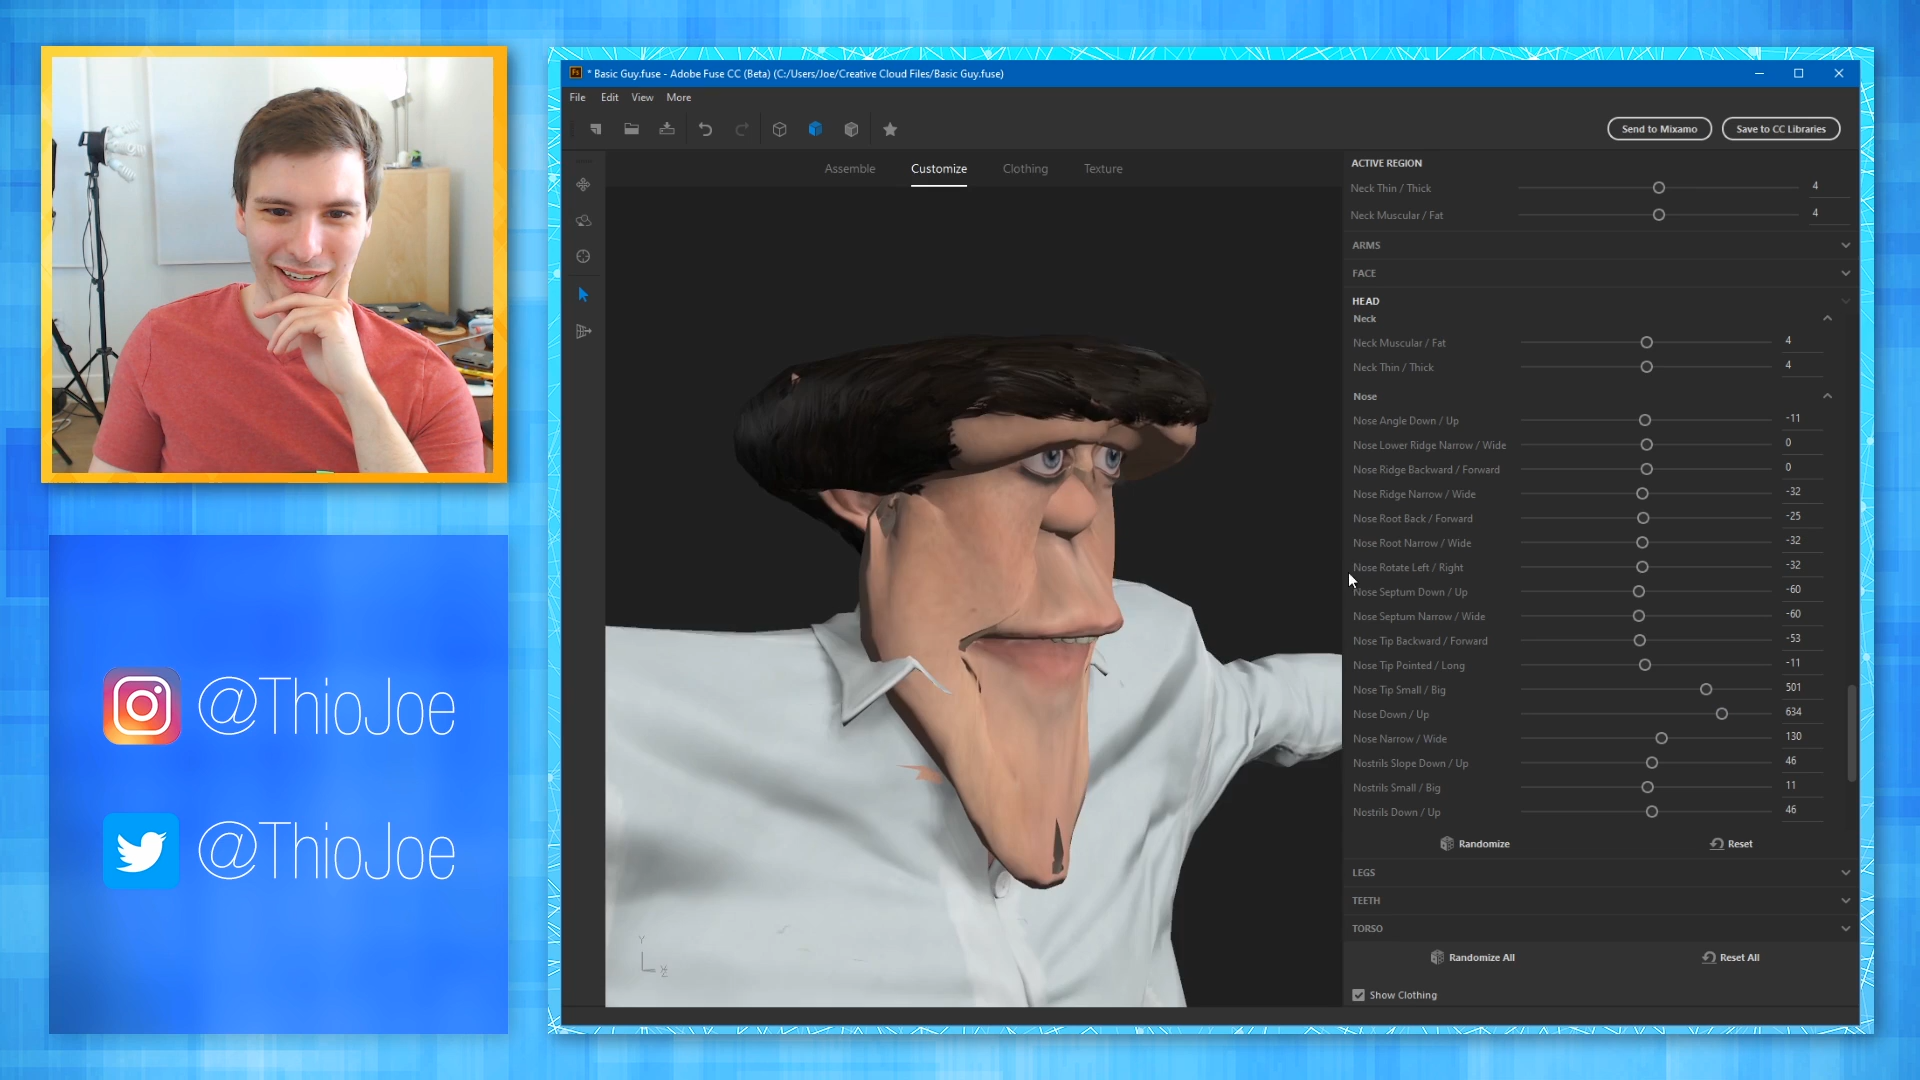 * Basic Guy.fuse - Adobe Fuse CC (Beta) (C:/Users/Joe/Creative Cloud Files/Basic Guy.fuse)
File Edit View More
Send to Mixamo Save to CC Libraries
Assemble Customize Clothing Texture
ACTIVE REGION
Neck Thin / Thick 4
Neck Muscular / Fat 4
ARMS
FACE
HEAD
Neck
Neck Muscular / Fat 4
Neck Thin / Thick 4
Nose
Nose Angle Down / Up -11
Nose Lower Ridge Narrow / Wide 0
Nose Ridge Backward / Forward 0
Nose Ridge Narrow / Wide -32
Nose Root Back / Forward -25
Nose Root Narrow / Wide -32
Nose Rotate Left / Right -32
Nose Septum Down / Up -60
Nose Septum Narrow / Wide -60
Nose Tip Backward / Forward -53
Nose Tip Pointed / Long -11
Nose Tip Small / Big 501
Nose Down / Up 634
Nose Narrow / Wide 130
Nostrils Slope Down / Up 46
Nostrils Small / Big 11
Nostrils Down / Up 46
Randomize Reset
LEGS
TEETH
TORSO
Randomize All Reset All
Show Clothing
@ThioJoe
@ThioJoe